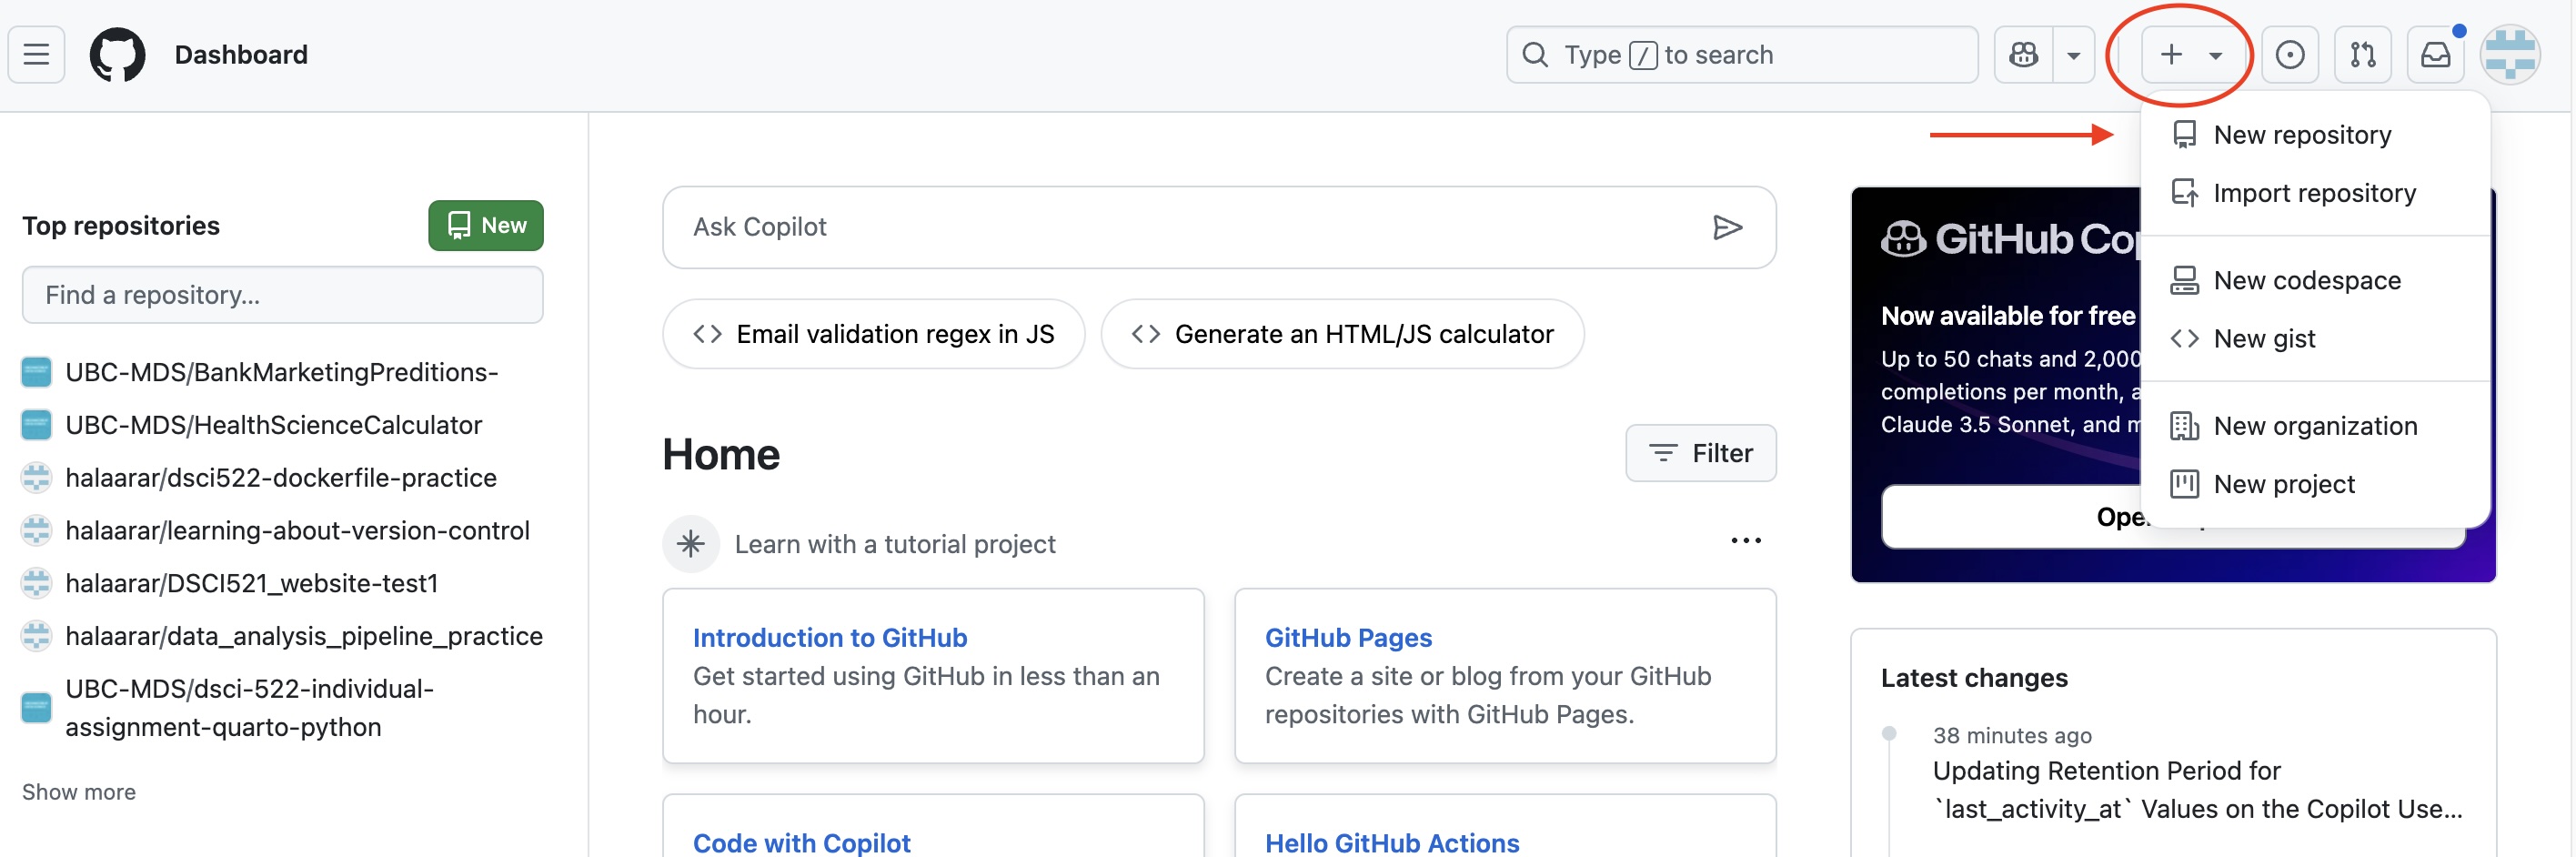 Dashboard
Type / to search
New repository
Import repository
New codespace
New gist
New organization
New project
Top repositories
New
Find a repository...
UBC-MDS/BankMarketingPreditions-
UBC-MDS/HealthScienceCalculator
halaarar/dsci522-dockerfile-practice
halaarar/learning-about-version-control
halaarar/DSCI521_website-test1
halaarar/data_analysis_pipeline_practice
UBC-MDS/dsci-522-individual-
assignment-quarto-python
Show more
Ask Copilot
<> Email validation regex in JS
<> Generate an HTML/JS calculator
Home
Filter
Learn with a tutorial project
Introduction to GitHub
Get started using GitHub in less than an
hour.
GitHub Pages
Create a site or blog from your GitHub
repositories with GitHub Pages.
Code with Copilot
Hello GitHub Actions
GitHub Cop
Now available for free
Up to 50 chats and 2,000
completions per month, a
Claude 3.5 Sonnet, and m
Ope
Latest changes
38 minutes ago
Updating Retention Period for
`last_activity_at` Values on the Copilot Use...